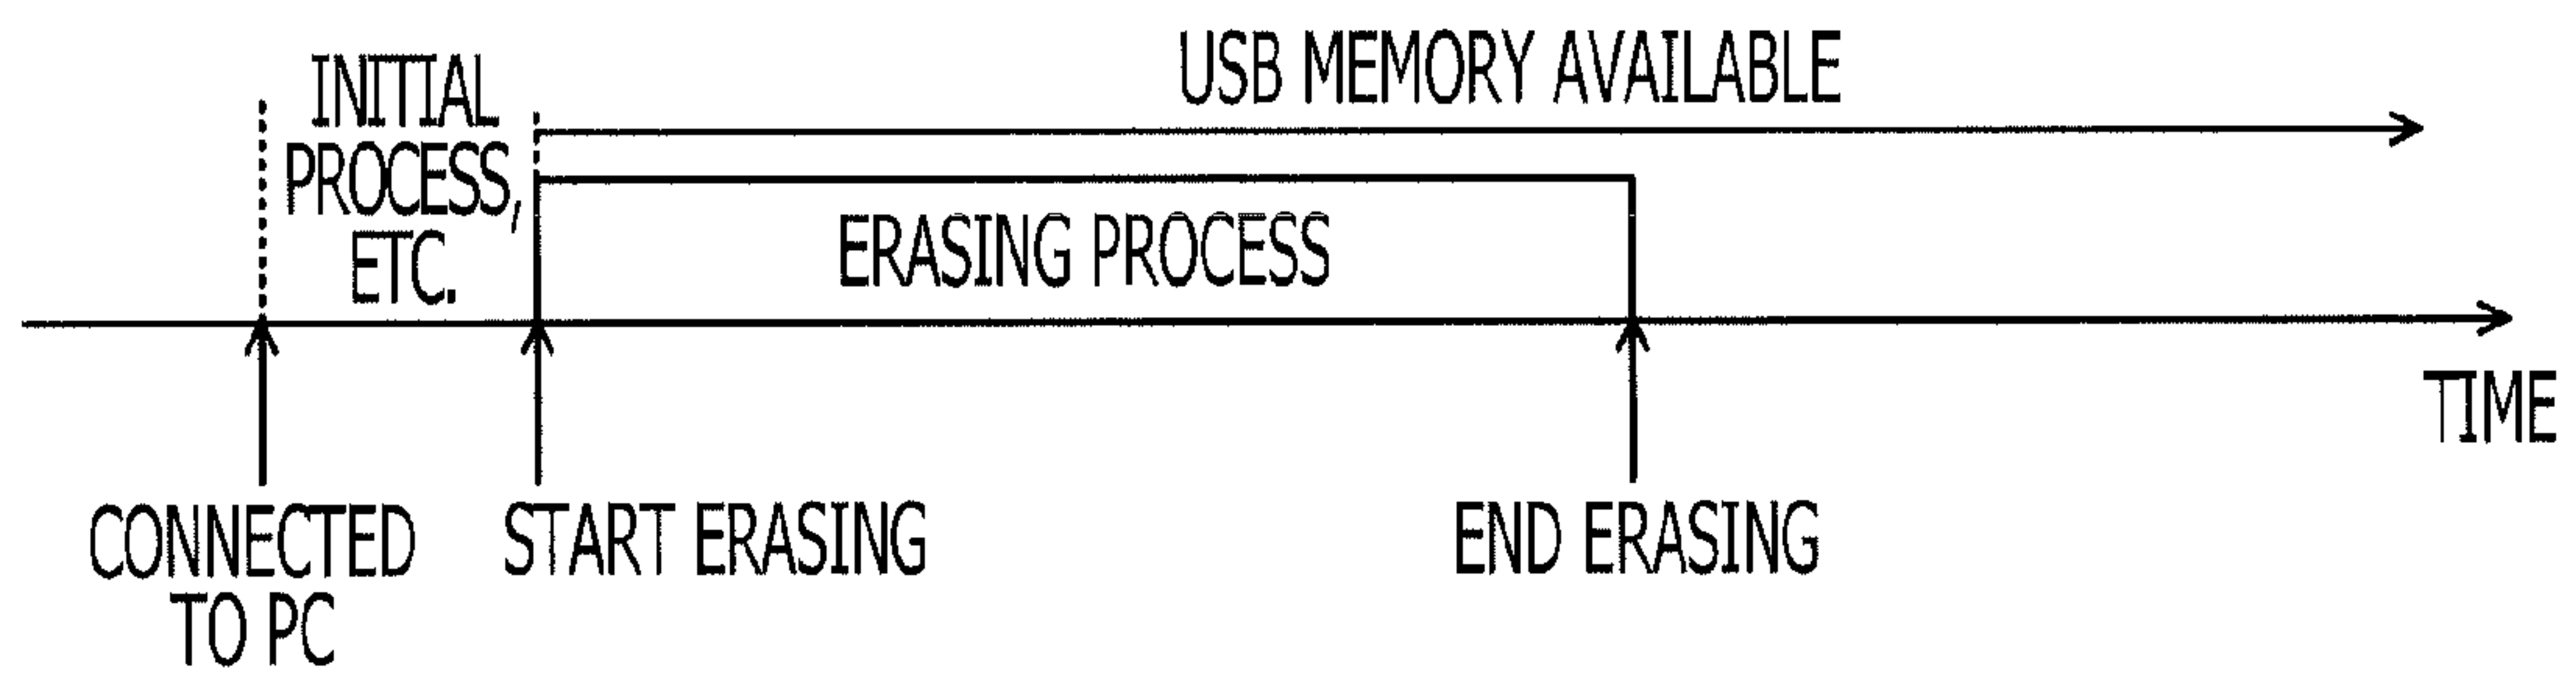 USB MEMORY AVAILABLE
INITIAL
PROCESS,
ETC.
ERASING PROCESS
TIME
CONNECTED
TO PC
START ERASING
END ERASING